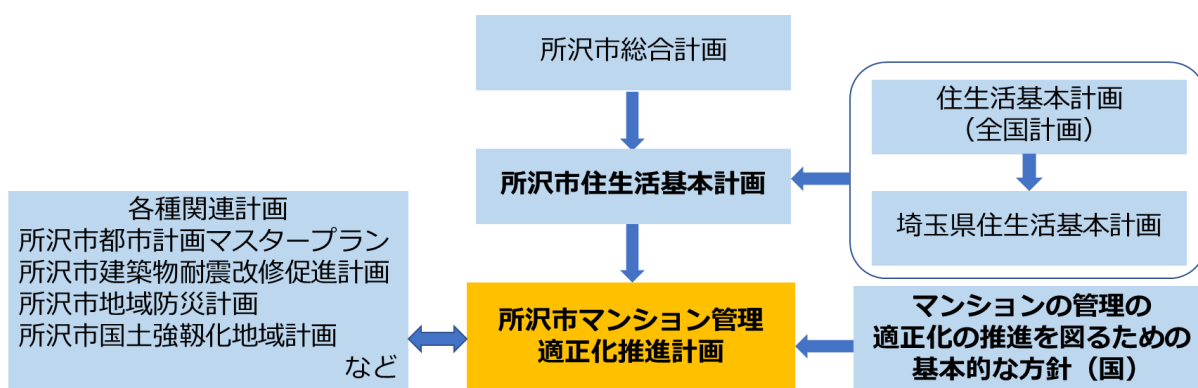 所沢市総合計画
住生活基本計画
（全国計画）
所沢市住生活基本計画
埼玉県住生活基本計画
各種関連計画
所沢市都市計画マスタープラン
所沢市建築物耐震改修促進計画
所沢市地域防災計画
所沢市国土強靱化地域計画
など
所沢市マンション管理
適正化推進計画
マンションの管理の
適正化の推進を図るための
基本的な方針（国）